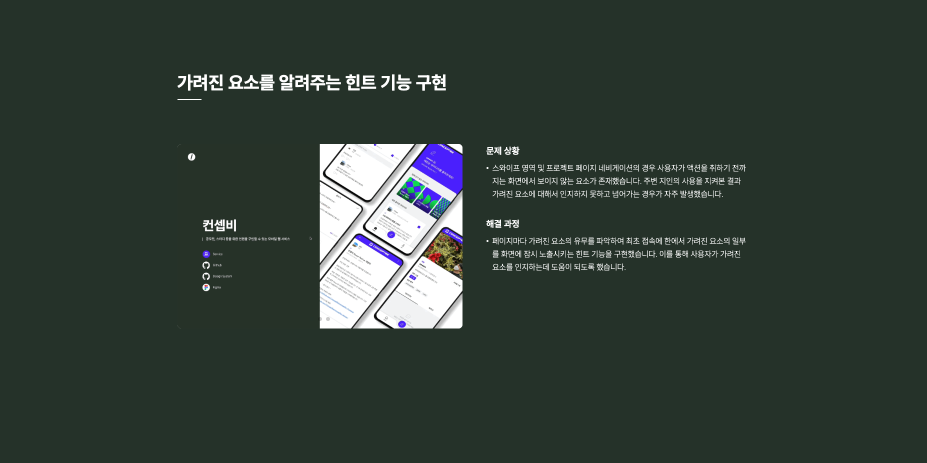 가려진 요소를 알려주는 힌트 기능 구현
컨셉비
Github
Design System
Figma
문제 상황
• 스와이프 영역 및 프로젝트 페이지 네비게이션의 경우 사용자가 액션을 취하기 전까
지는 화면에서 보이지 않는 요소가 존재했습니다. 주변 지인의 사용을 지켜본 결과
가려진 요소에 대해서 인지하지 못하고 넘어가는 경우가 자주 발생했습니다.
해결 과정
• 페이지마다 가려진 요소의 유무를 파악하여 최초 접속에 한에서 가려진 요소의 일부
를 화면에 잠시 노출시키는 힌트 기능을 구현했습니다. 이를 통해 사용자가 가려진
요소를 인지하는데 도움이 되도록 했습니다.